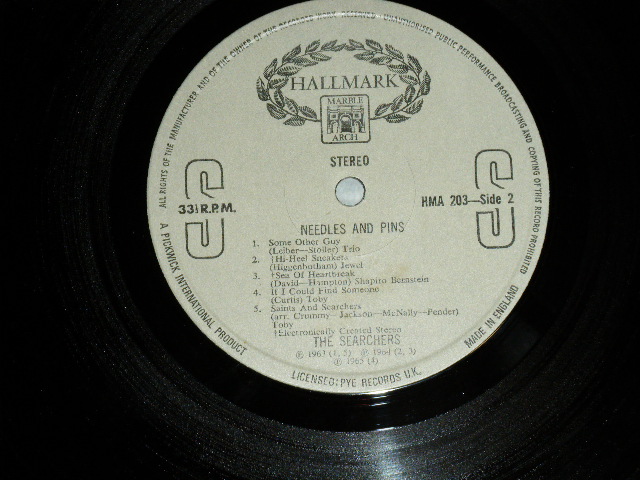 ALL RIGHTS OF THE MANUFACTURER AND OF THE OWNER OF THE RECORDED WORK RESERVED UNAUTHORISED PUBLIC PERFORMANCE BROADCASTING AND COPYING OF THIS RECORD PROHIBITED
HALLMARK
MARBLE
ARCH
STEREO
S
33⅓ R.P.M.
S
HMA 203—Side 2
NEEDLES AND PINS
1. Some Other Guy
(Leiber—Stoller) Trio
2. †Hi-Heel Sneakers
(Higgenbotham) Jewel
3. †Sea Of Heartbreak
(David—Hampton) Shapiro Bernstein
4. If I Could Find Someone
(Curtis) Toby
5. Saints And Searchers
(arr. Crommy—Jackson—McNally—Pender)
Toby
†Electronically Created Stereo
THE SEARCHERS
℗ 1963 (1, 5) ℗ 1964 (2, 3)
℗ 1965 (4)
A PICKWICK INTERNATIONAL PRODUCT
LICENSED: PYE RECORDS U.K.
MADE IN ENGLAND